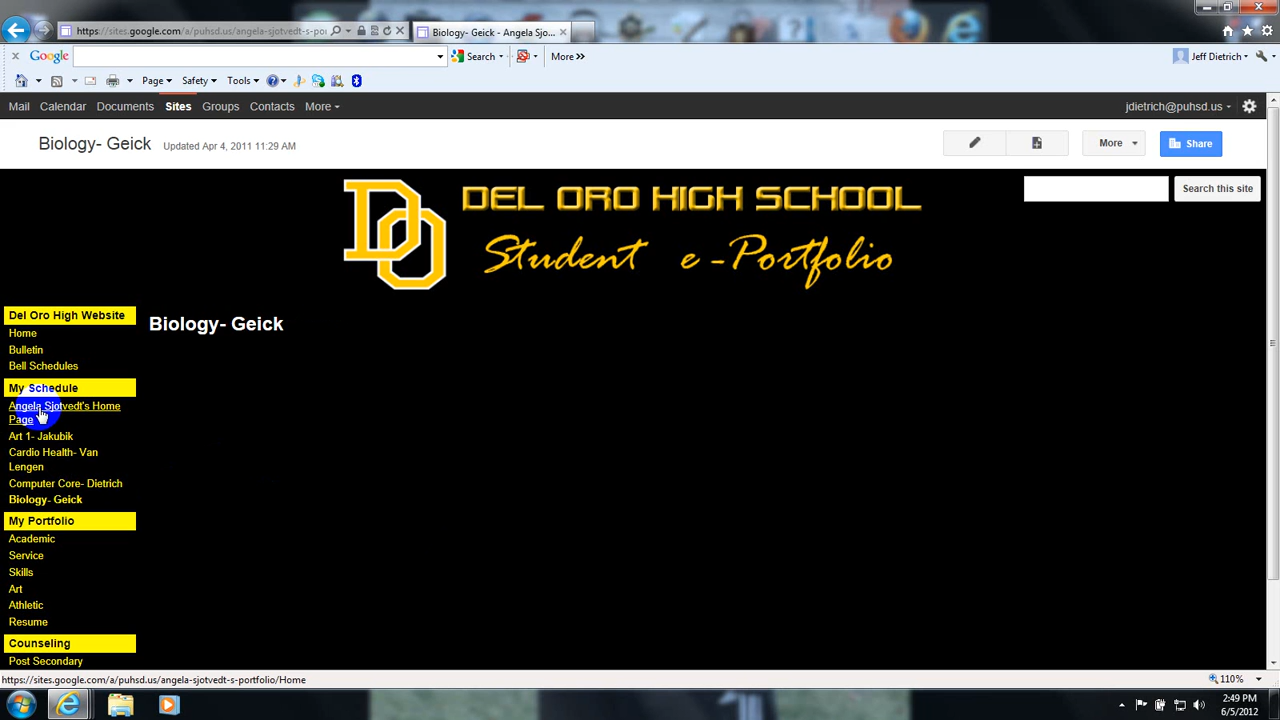 https://sites.google.com/a/puhsd.us/angela-sjotvedt-s-po
Biology- Geick - Angela Sjo...
Google Search More »
Jeff Dietrich
Page Safety Tools
Mail Calendar Documents Sites Groups Contacts More
jdietrich@puhsd.us
Biology- Geick Updated Apr 4, 2011 11:29 AM
More Share
DO DEL ORO HIGH SCHOOL
Student e-Portfolio
Search this site
Del Oro High Website
Home
Bulletin
Bell Schedules
My Schedule
Angela Sjotvedt's Home
Page
Art 1- Jakubik
Cardio Health- Van
Lengen
Computer Core- Dietrich
Biology- Geick
My Portfolio
Academic
Service
Skills
Art
Athletic
Resume
Counseling
Post Secondary
Biology- Geick
https://sites.google.com/a/puhsd.us/angela-sjotvedt-s-portfolio/Home
110%
2:49 PM
6/5/2012